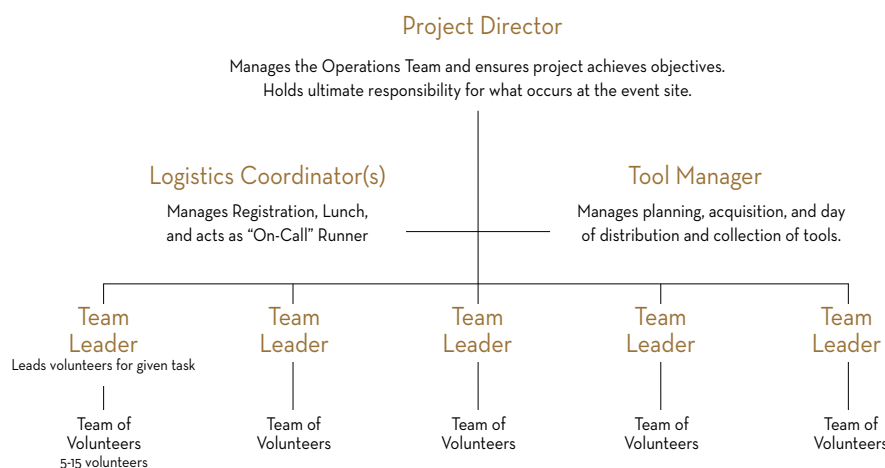 Project Director
Manages the Operations Team and ensures project achieves objectives.
Holds ultimate responsibility for what occurs at the event site.
Logistics Coordinator(s)
Manages Registration, Lunch,
and acts as “On-Call” Runner
Tool Manager
Manages planning, acquisition, and day
of distribution and collection of tools.
Team
Leader
Leads volunteers for given task
Team
Leader
Team
Leader
Team
Leader
Team
Leader
Team of
Volunteers
5-15 volunteers
Team of
Volunteers
Team of
Volunteers
Team of
Volunteers
Team of
Volunteers